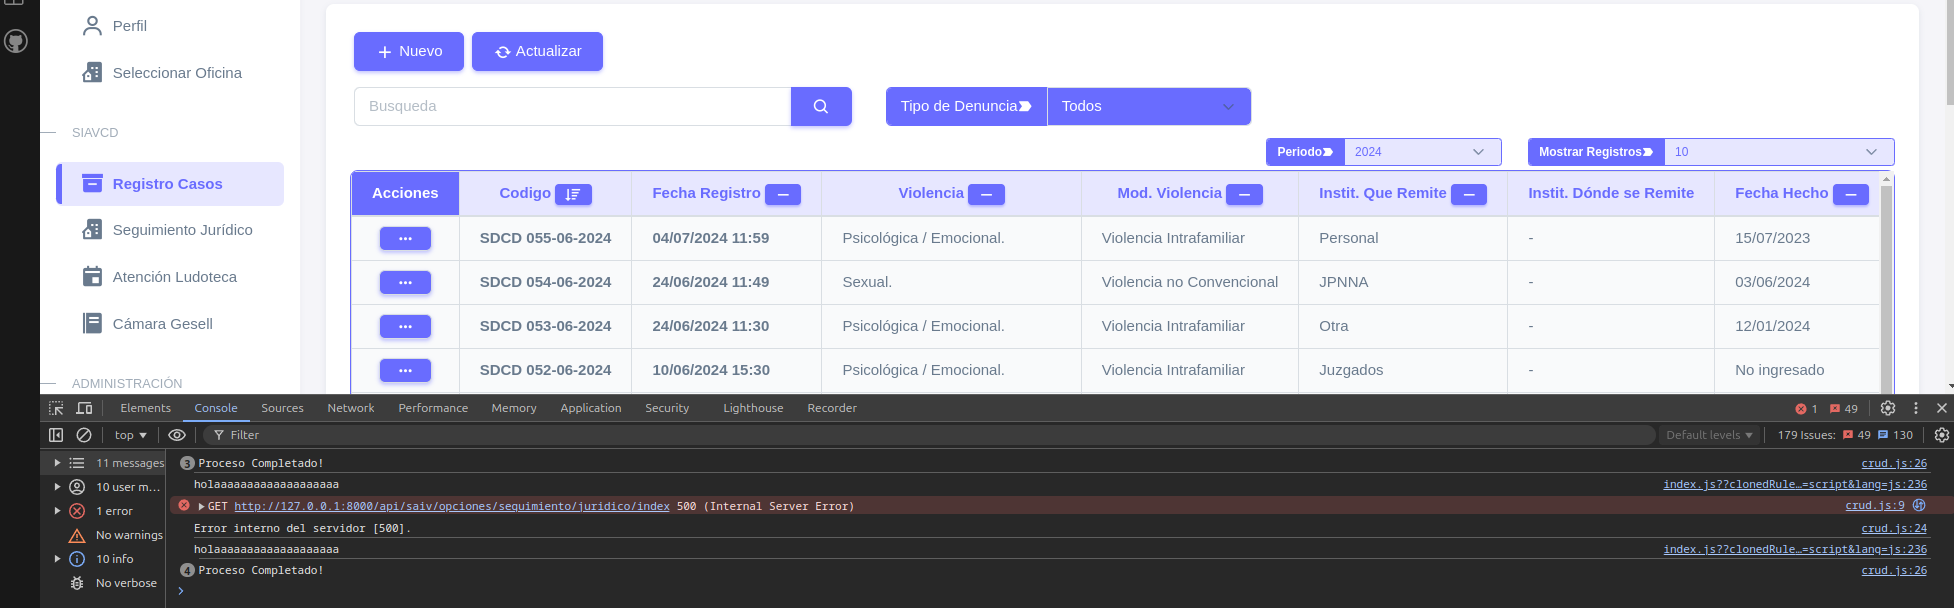 Perfil
Seleccionar Oficina
SIAVCD
Registro Casos
Seguimiento Jurídico
Atención Ludoteca
Cámara Gesell
ADMINISTRACIÓN
Nuevo Actualizar
Busqueda Tipo de Denuncia Todos
Periodo 2024 Mostrar Registros 10
Acciones Codigo Fecha Registro Violencia Mod. Violencia Instit. Que Remite Instit. Dónde se Remite Fecha Hecho
... SDCD 055-06-2024 04/07/2024 11:59 Psicológica / Emocional. Violencia Intrafamiliar Personal - 15/07/2023
... SDCD 054-06-2024 24/06/2024 11:49 Sexual. Violencia no Convencional JPNNA - 03/06/2024
... SDCD 053-06-2024 24/06/2024 11:30 Psicológica / Emocional. Violencia Intrafamiliar Otra - 12/01/2024
... SDCD 052-06-2024 10/06/2024 15:30 Psicológica / Emocional. Violencia Intrafamiliar Juzgados - No ingresado
Elements Console Sources Network Performance Memory Application Security Lighthouse Recorder 1 49
top Filter Default levels 179 Issues: 49 130
11 messages
10 user m...
1 error
No warnings
10 info
No verbose
3 Proceso Completado! crud.js:26
holaaaaaaaaaaaaaaaaaaa index.js??clonedRule…=script&lang=js:236
GET http://127.0.0.1:8000/api/saiv/opciones/seguimiento/juridico/index 500 (Internal Server Error) crud.js:9
Error interno del servidor [500]. crud.js:24
holaaaaaaaaaaaaaaaaaaa index.js??clonedRule…=script&lang=js:236
4 Proceso Completado! crud.js:26